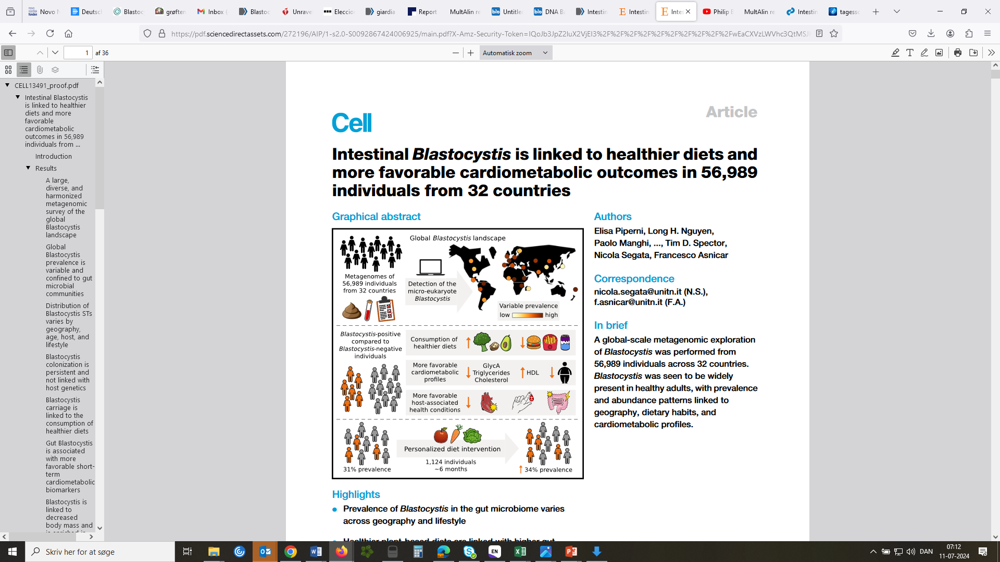 Novo N
Deutsc
Blastoc
grøften
Inbox (
Blastoc
Unrave
Eleccio
giardia
Report
MultAlin re
Untitle
DNA Ba
Intestin
Intestin
Intes
Philip E
MultAlin re
Intestin
tagessc
https://pdf.sciencedirectassets.com/272196/AIP/1-s2.0-S0092867424006925/main.pdf?X-Amz-Security-Token=
1
af 36
Automatisk zoom
CELL13491_proof.pdf
Intestinal Blastocystis
is linked to healthier
diets and more
favorable
cardiometabolic
outcomes in 56,989
individuals from ...
Introduction
Results
A large,
diverse, and
harmonized
metagenomic
survey of the
global
Blastocystis
landscape
Global
Blastocystis
prevalence is
variable and
confined to gut
microbial
communities
Distribution of
Blastocystis STs
varies by
geography,
age, host, and
lifestyle
Blastocystis
colonization is
persistent and
not linked with
host genetics
Blastocystis
carriage is
linked to the
consumption of
healthier diets
Gut Blastocystis
is associated
with more
favorable short-
term
cardiometabolic
biomarkers
Blastocystis is
linked to
decreased
body mass and
Cell
Article
Intestinal Blastocystis is linked to healthier diets and
more favorable cardiometabolic outcomes in 56,989
individuals from 32 countries
Graphical abstract
Global Blastocystis landscape
Metagenomes of
56,989 individuals
from 32 countries
Detection of the
micro-eukaryote
Blastocystis
Variable prevalence
low high
Blastocystis-positive
compared to
Blastocystis-negative
individuals
Consumption of
healthier diets
More favorable
cardiometabolic
profiles
GlycA
Triglycerides
Cholesterol
HDL
More favorable
host-associated
health conditions
Personalized diet intervention
1,124 individuals
~6 months
31% prevalence
34% prevalence
Authors
Elisa Piperni, Long H. Nguyen,
Paolo Manghi, ..., Tim D. Spector,
Nicola Segata, Francesco Asnicar
Correspondence
nicola.segata@unitn.it (N.S.),
f.asnicar@unitn.it (F.A.)
In brief
A global-scale metagenomic exploration
of Blastocystis was performed from
56,989 individuals across 32 countries.
Blastocystis was seen to be widely
present in healthy adults, with prevalence
and abundance patterns linked to
geography, dietary habits, and
cardiometabolic profiles.
Highlights
Prevalence of Blastocystis in the gut microbiome varies
across geography and lifestyle
Healthier plant-based diets are linked with higher gut
Skriv her for at søge
EN
DAN
07:12
11-07-2024